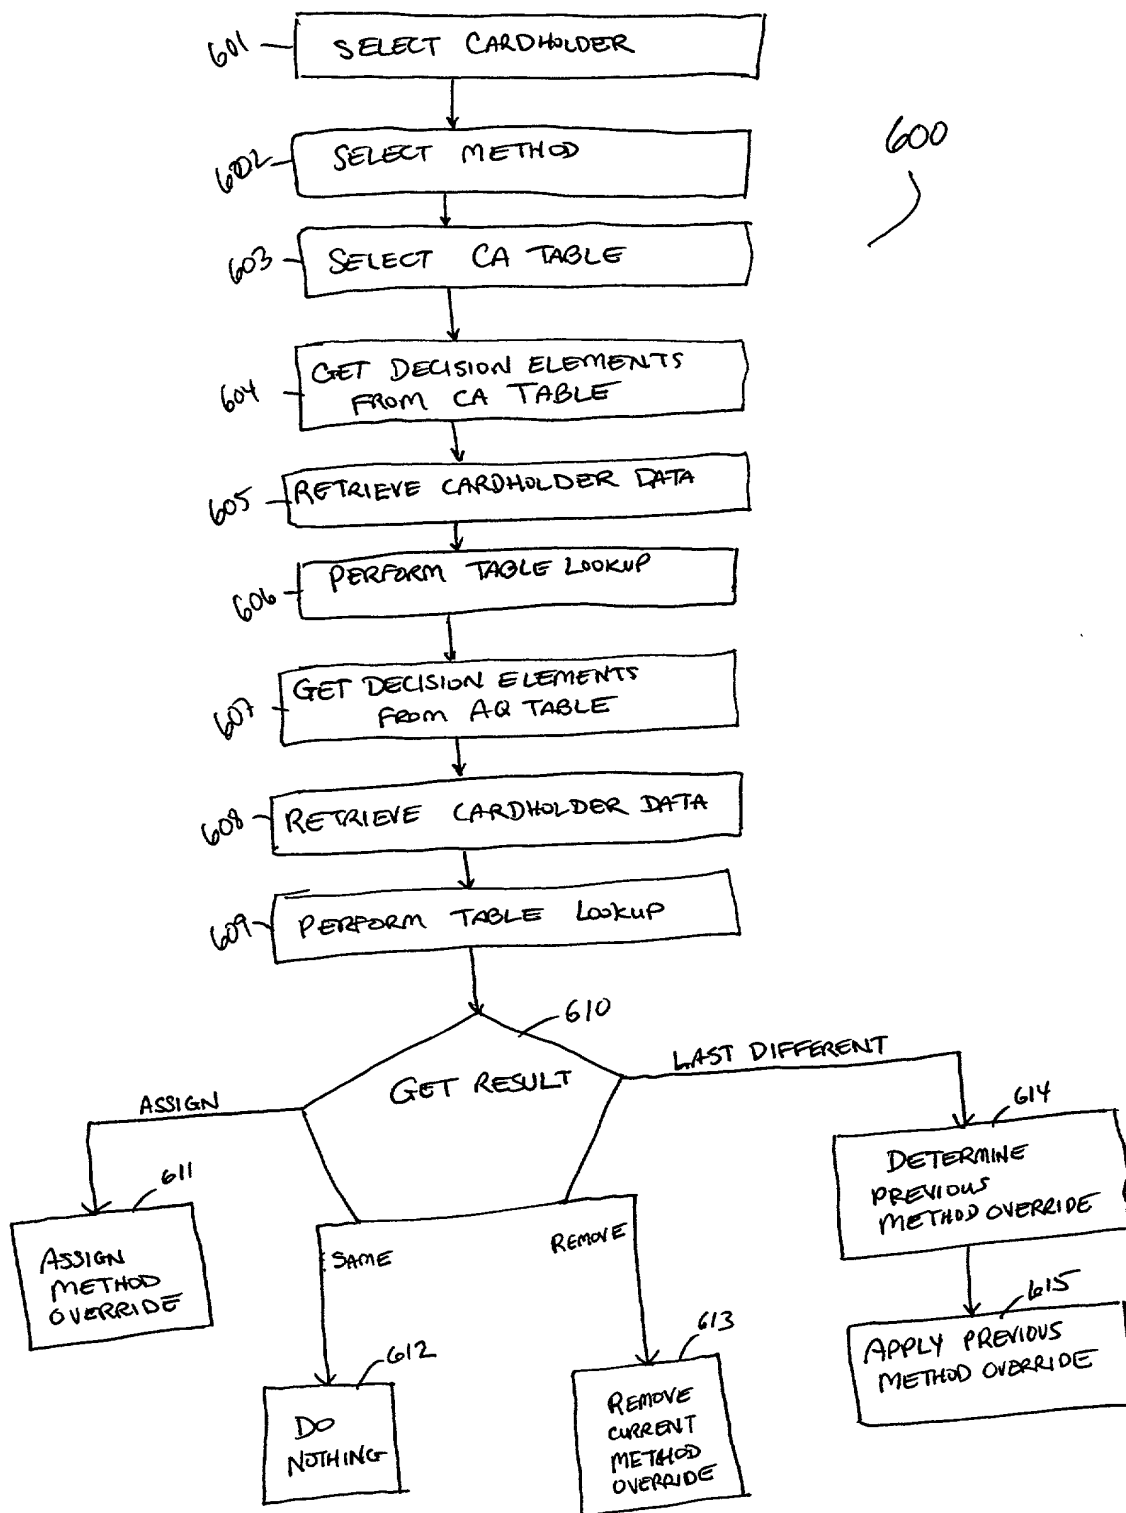 601
SELECT CARDHOLDER
600
602
SELECT METHOD
603
SELECT CA TABLE
604
GET DECISION ELEMENTS
FROM CA TABLE
605
RETRIEVE CARDHOLDER DATA
606
PERFORM TABLE LOOKUP
607
GET DECISION ELEMENTS
FROM AQ TABLE
608
RETRIEVE CARDHOLDER DATA
609
PERFORM TABLE LOOKUP
610
GET RESULT
ASSIGN
LAST DIFFERENT
SAME
REMOVE
611
ASSIGN
METHOD
OVERRIDE
612
DO
NOTHING
613
REMOVE
CURRENT
METHOD
OVERRIDE
614
DETERMINE
PREVIOUS
METHOD OVERRIDE
615
APPLY PREVIOUS
METHOD OVERRIDE